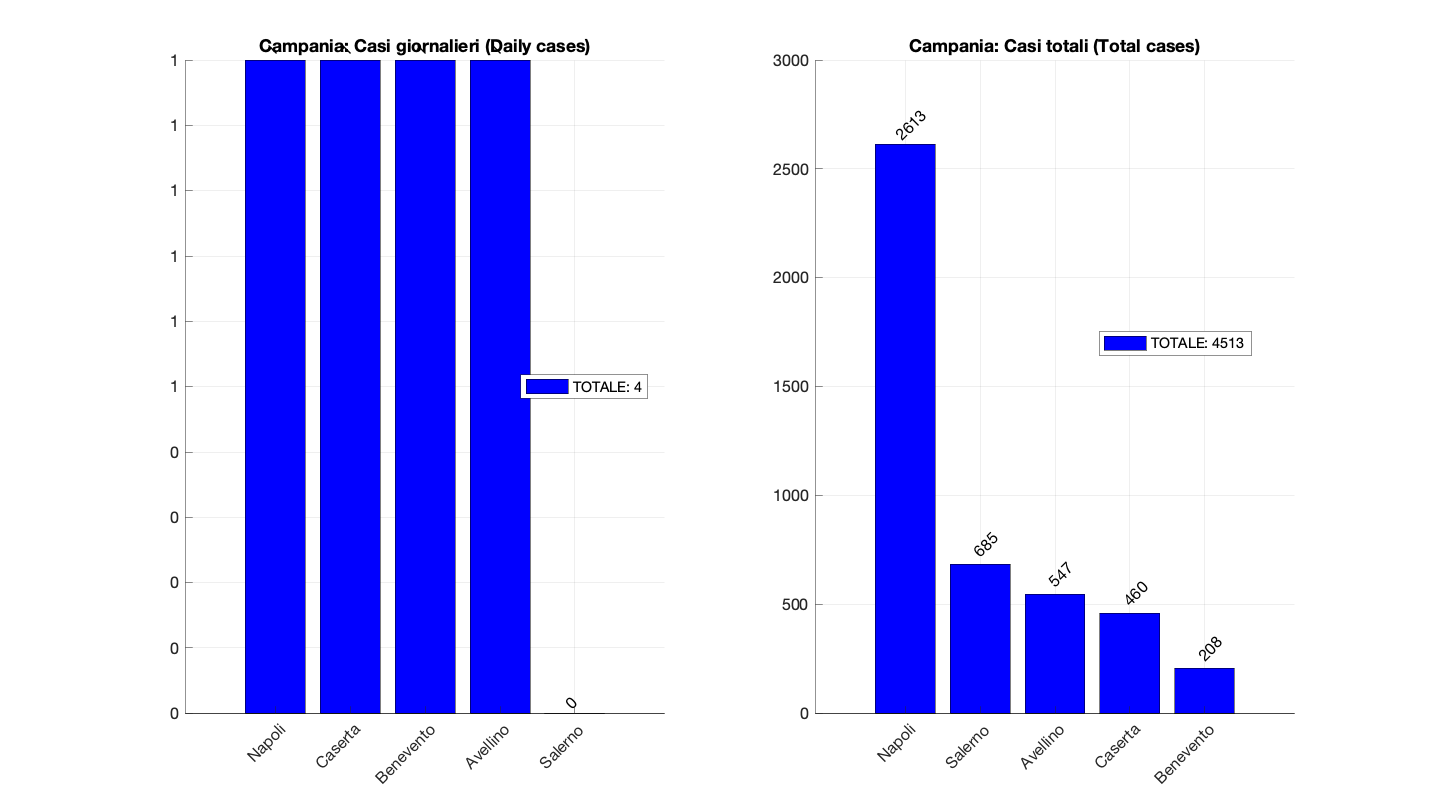 Campania: Casi giornalieri (Daily cases)
1
1
1
1
1
1
0
0
0
0
0
0
TOTALE: 4
Napoli
Caserta
Benevento
Avellino
Salerno
Campania: Casi totali (Total cases)
3000
2500
2000
1500
1000
500
0
2613
685
547
460
208
TOTALE: 4513
Napoli
Salerno
Avellino
Caserta
Benevento